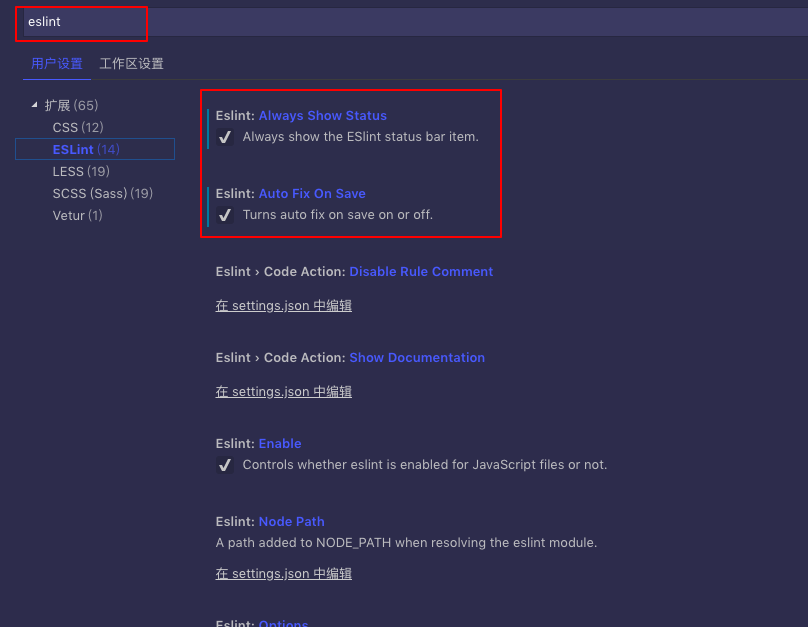 eslint
用户设置 工作区设置
扩展 (65)
CSS (12)
ESLint (14)
LESS (19)
SCSS (Sass) (19)
Vetur (1)
Eslint: Always Show Status
Always show the ESlint status bar item.
Eslint: Auto Fix On Save
Turns auto fix on save on or off.
Eslint › Code Action: Disable Rule Comment
在 settings.json 中编辑
Eslint › Code Action: Show Documentation
在 settings.json 中编辑
Eslint: Enable
Controls whether eslint is enabled for JavaScript files or not.
Eslint: Node Path
A path added to NODE_PATH when resolving the eslint module.
在 settings.json 中编辑
Eslint: Options